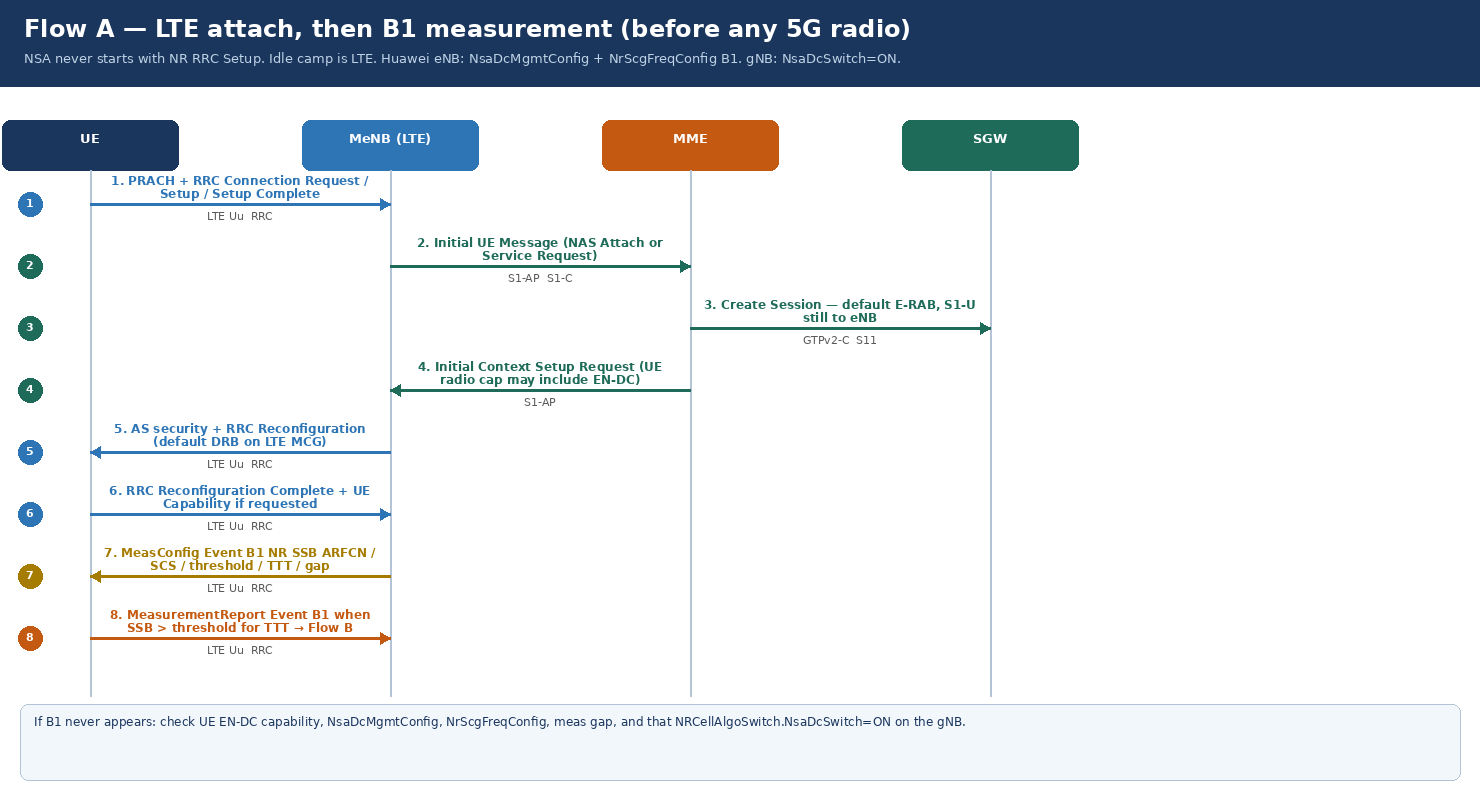 Flow A — LTE attach, then B1 measurement (before any 5G radio)
NSA never starts with NR RRC Setup. Idle camp is LTE. Huawei eNB: NsaDcMgmtConfig + NrScgFreqConfig B1. gNB: NsaDcSwitch=ON.
UE
MeNB (LTE)
MME
SGW
1
1. PRACH + RRC Connection Request /
Setup / Setup Complete
LTE Uu  RRC
2
2. Initial UE Message (NAS Attach or
Service Request)
S1-AP  S1-C
3
3. Create Session — default E-RAB, S1-U
still to eNB
GTPv2-C  S11
4
4. Initial Context Setup Request (UE
radio cap may include EN-DC)
S1-AP
5
5. AS security + RRC Reconfiguration
(default DRB on LTE MCG)
LTE Uu  RRC
6
6. RRC Reconfiguration Complete + UE
Capability if requested
LTE Uu  RRC
7
7. MeasConfig Event B1 NR SSB ARFCN /
SCS / threshold / TTT / gap
LTE Uu  RRC
8
8. MeasurementReport Event B1 when
SSB > threshold for TTT → Flow B
LTE Uu  RRC
If B1 never appears: check UE EN-DC capability, NsaDcMgmtConfig, NrScgFreqConfig, meas gap, and that NRCellAlgoSwitch.NsaDcSwitch=ON on the gNB.